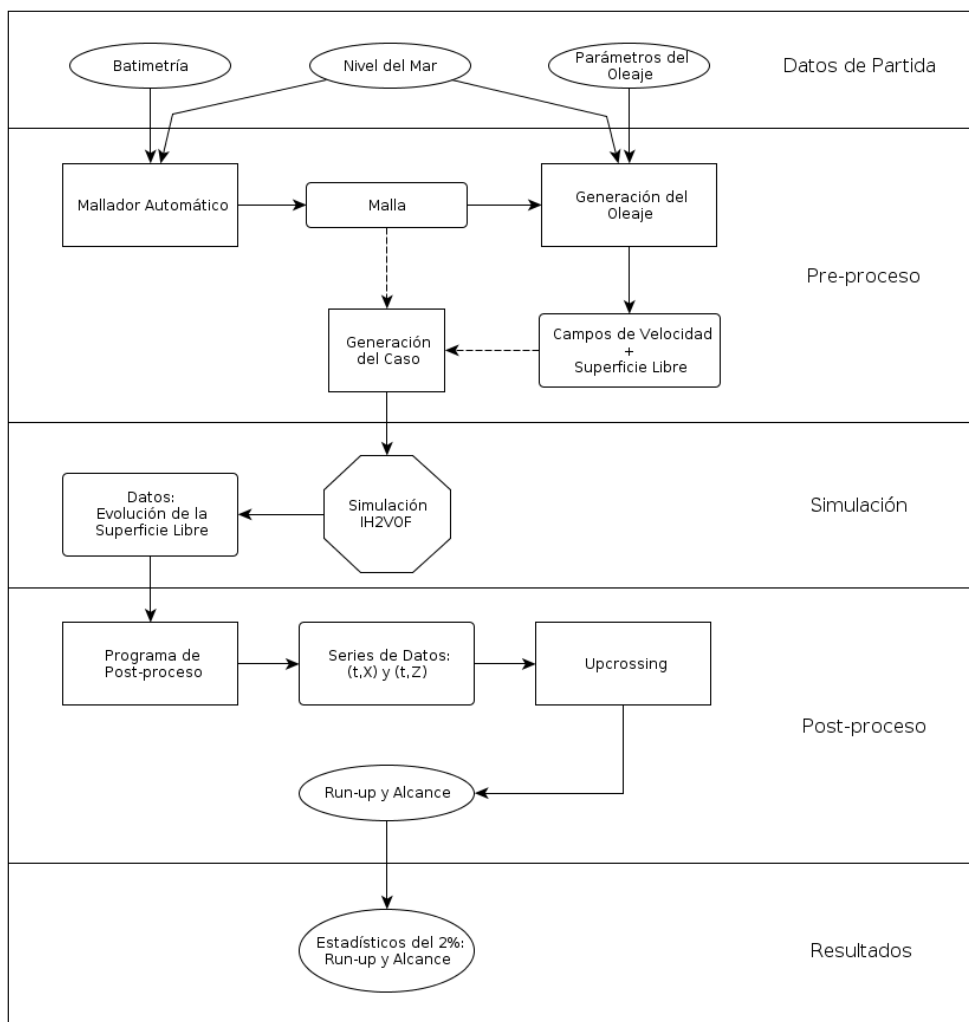 Batimetría
Nivel del Mar
Parámetros del
Oleaje
Datos de Partida
Mallador Automático
Malla
Generación del
Oleaje
Pre-proceso
Generación
del Caso
Campos de Velocidad
+
Superficie Libre
Datos:
Evolución de la
Superficie Libre
Simulación
IH2VOF
Simulación
Programa de
Post-proceso
Series de Datos:
(t,X) y (t,Z)
Upcrossing
Post-proceso
Run-up y Alcance
Estadísticos del 2%:
Run-up y Alcance
Resultados